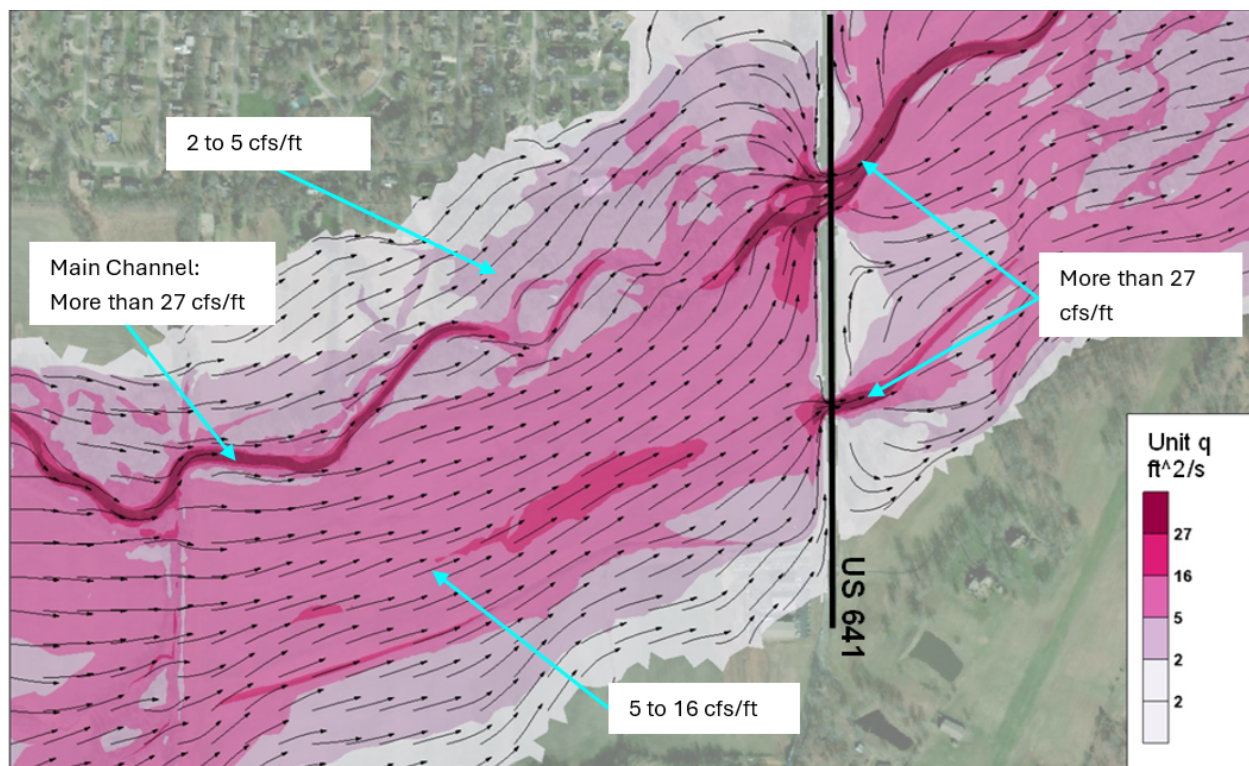 2 to 5 cfs/ft
Main Channel:
More than 27 cfs/ft
More than 27
cfs/ft
5 to 16 cfs/ft
US 641
Unit q
ft^2/s
27
16
5
2
2